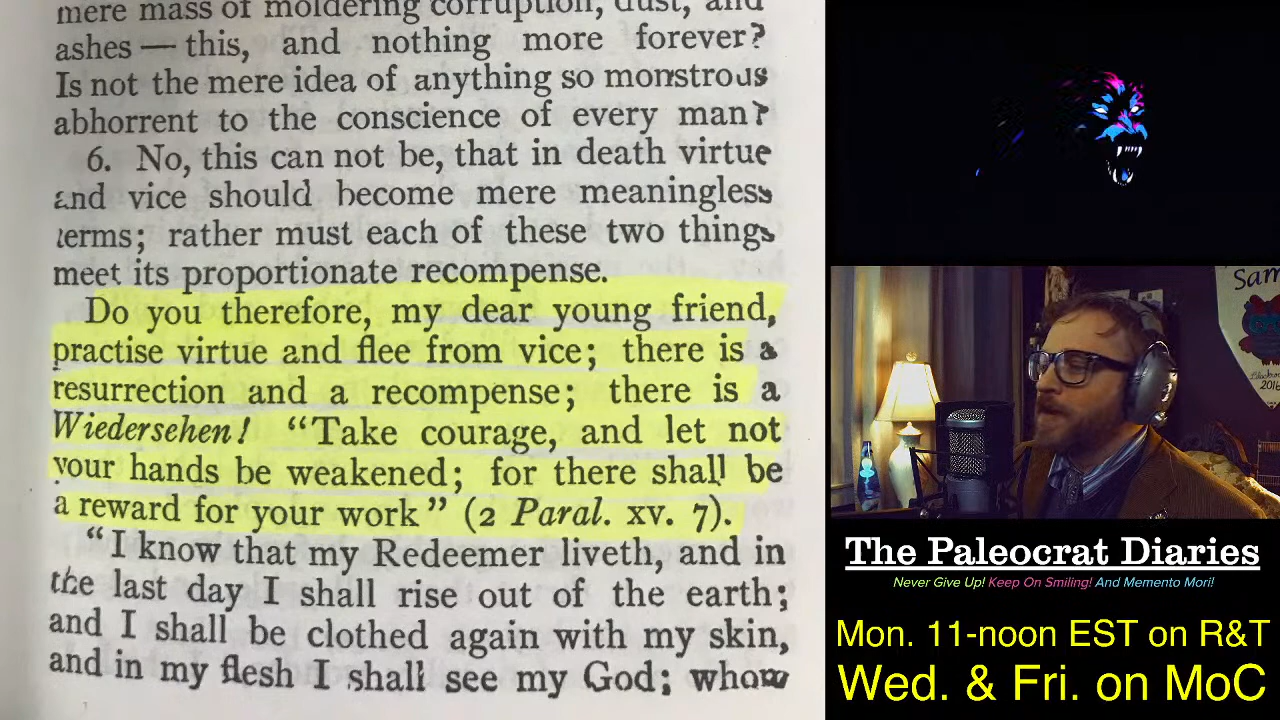 mere mass of moldering corruption, dust, and
ashes — this, and nothing more forever?
Is not the mere idea of anything so monstrous
abhorrent to the conscience of every man?
6. No, this can not be, that in death virtue
and vice should become mere meaningless
terms; rather must each of these two things
meet its proportionate recompense.
Do you therefore, my dear young friend,
practise virtue and flee from vice; there is a
resurrection and a recompense; there is a
Wiedersehen! “Take courage, and let not
your hands be weakened; for there shall be
a reward for your work” (2 Paral. xv. 7).
“I know that my Redeemer liveth, and in
the last day I shall rise out of the earth;
and I shall be clothed again with my skin,
and in my flesh I shall see my God; whom
Sam
2016
The Paleocrat Diaries
Never Give Up! Keep On Smiling! And Memento Mori!
Mon. 11-noon EST on R&T
Wed. & Fri. on MoC